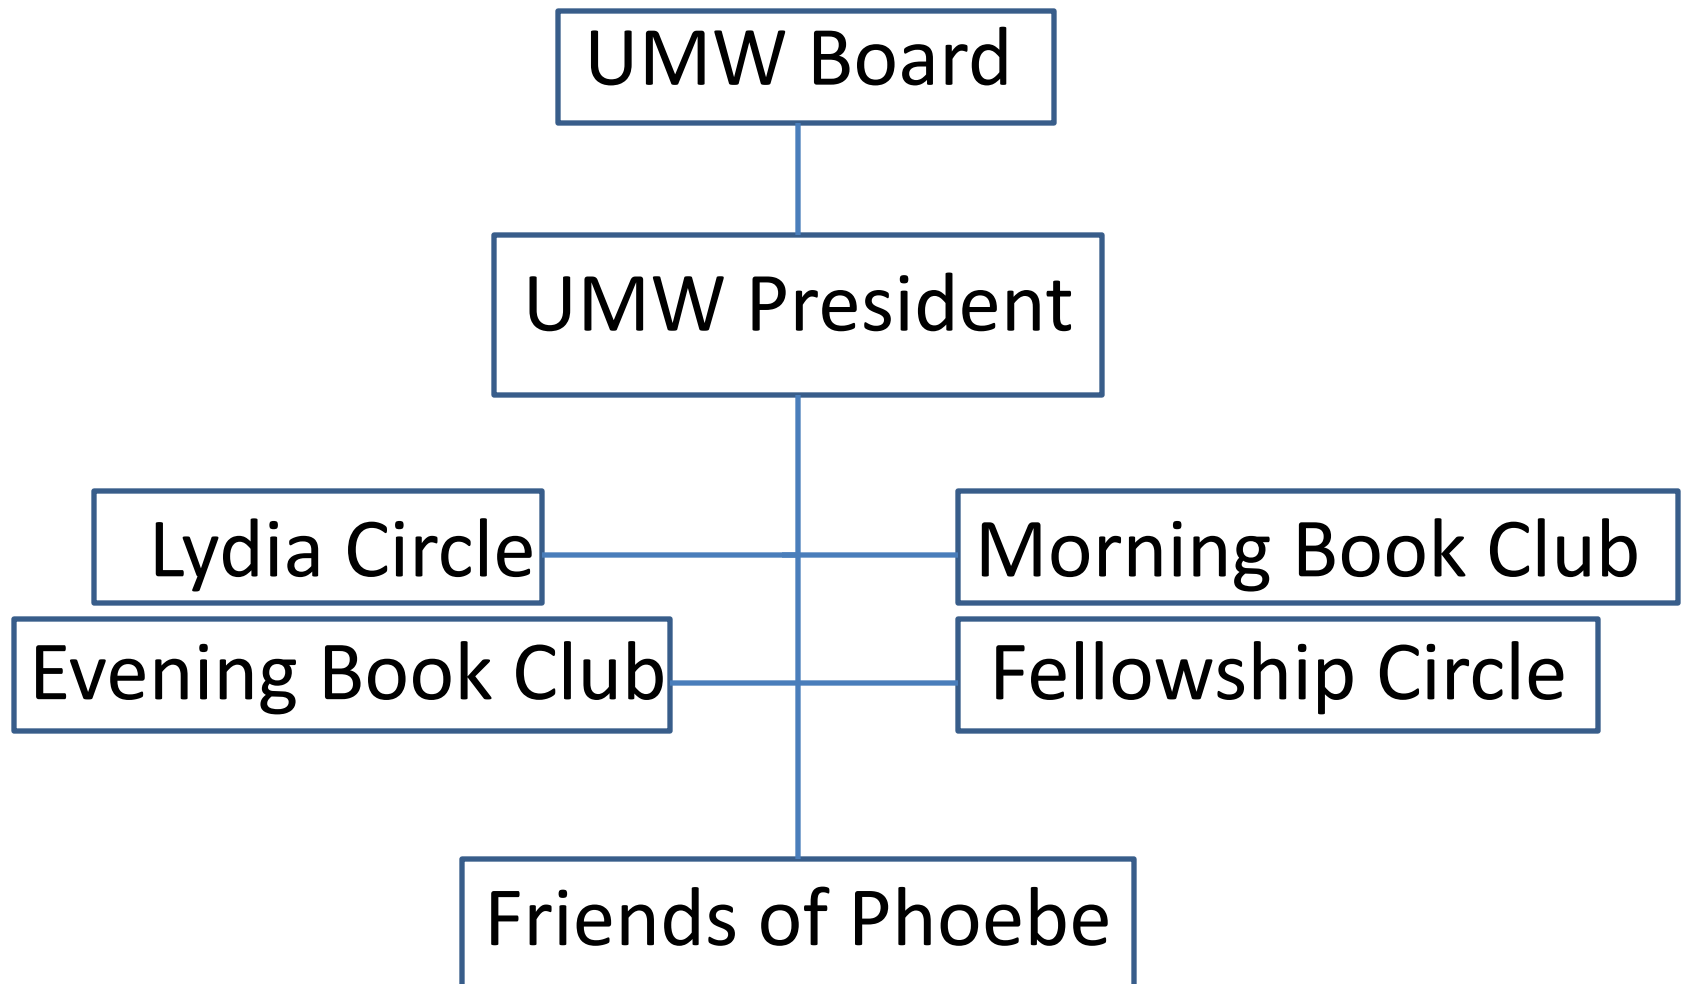 UMW Board
UMW President
Lydia Circle
Morning Book Club
Evening Book Club
Fellowship Circle
Friends of Phoebe